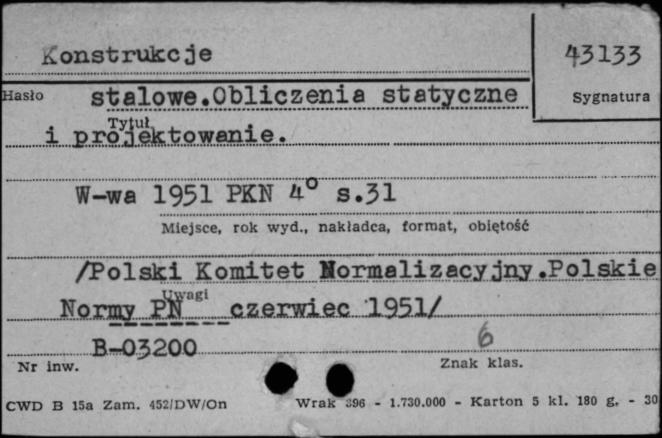 Konstrukcje
43133
Hasło
stalowe.Obliczenia statyczne
Sygnatura
Tytuł
i projektowanie.
W-wa 1951 PKN 4° s.31
Miejsce, rok wyd., nakładca, format, obiętość
/Polski Komitet Normalizacyjny.Polskie
Uwagi
Normy PN czerwiec 1951/
B-03200
6
Nr inw.
Znak klas.
CWD B 15a Zam. 452/DW/On
Wrak 396 - 1.730.000 - Karton 5 kl. 180 g. - 30